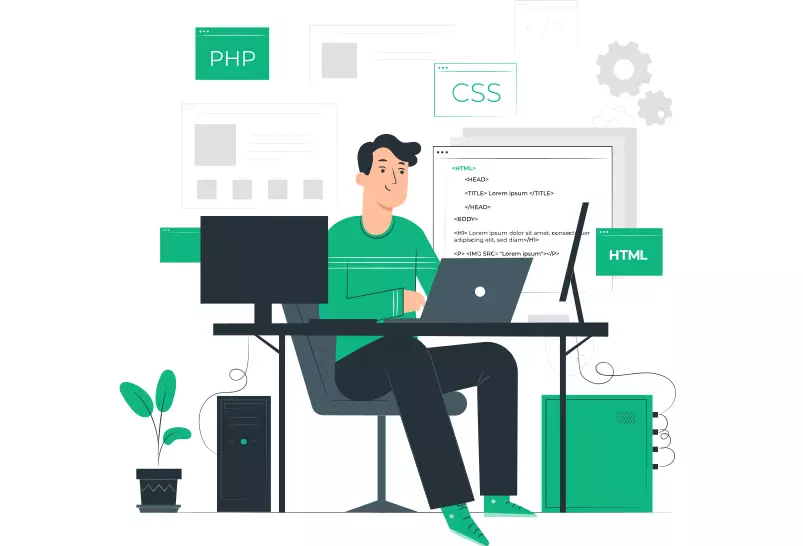 </>
PHP
CSS
<HTML>
<HEAD>
<TITLE> Lorem ipsum </TITLE>
</HEAD>
<BODY>
<H1> Lorem ipsum dolor sit amet, consectetuer
adipiscing elit, sed diam</H1>
<P> <IMG SRC= "Lorem ipsum"></P>
HTML